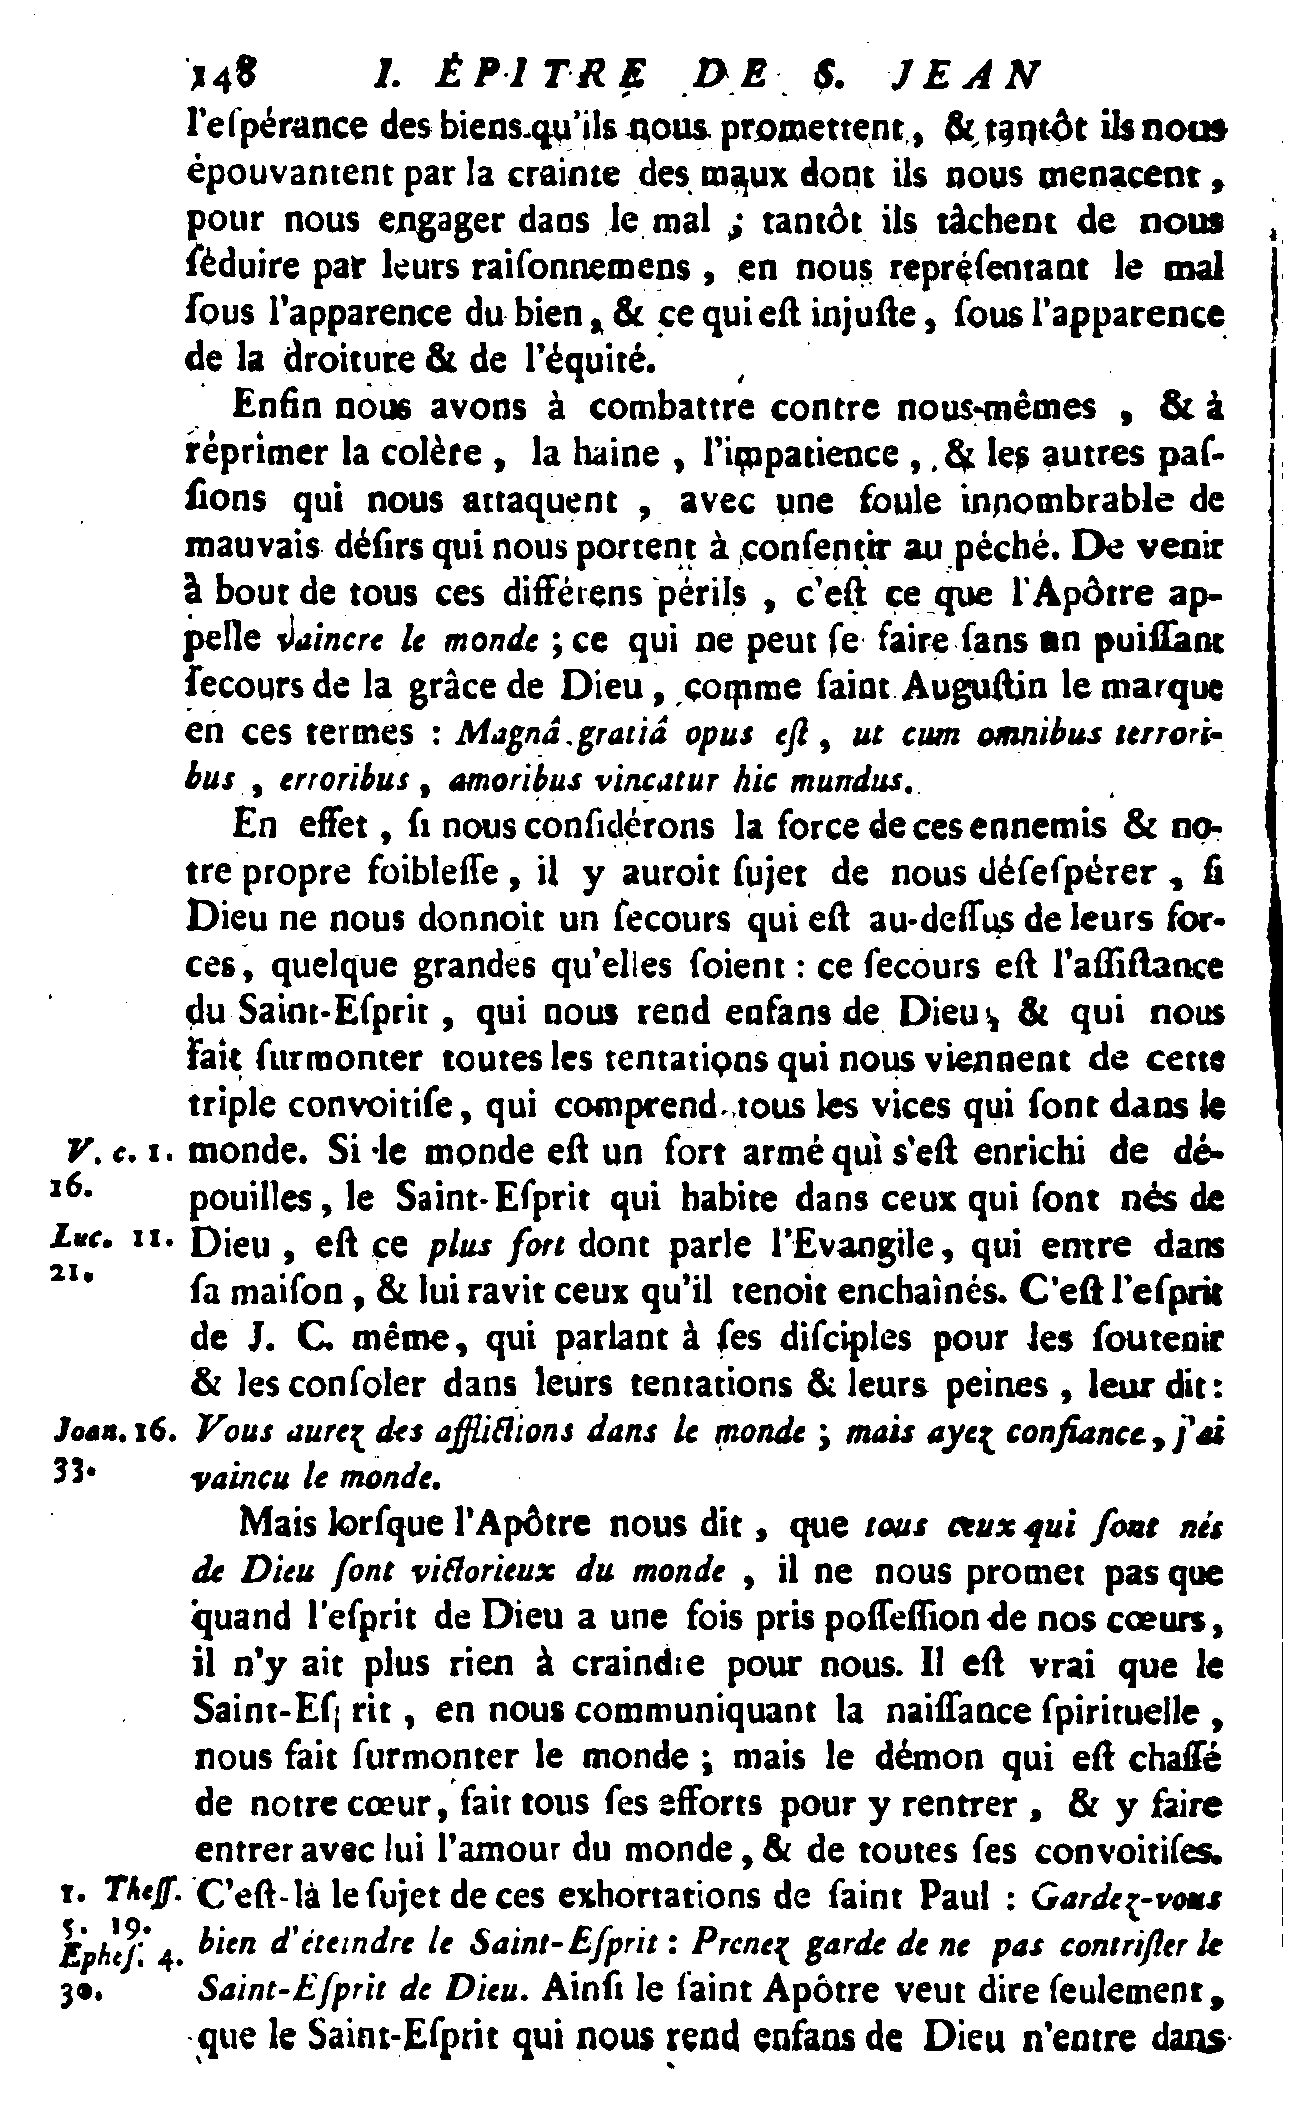 148 I. ÉPITRE DE S. JEAN
l'eſpérance des biens qu'ils nous promettent, & tantôt ils nous
épouvantent par la crainte des maux dont ils nous menacent,
pour nous engager dans le mal ; tantôt ils tâchent de nous
ſéduire par leurs raiſonnemens, en nous repréſentant le mal
ſous l'apparence du bien, & ce qui eſt injuſte, ſous l'apparence
de la droiture & de l'équité.
Enfin nous avons à combattre contre nous-mêmes, & à
réprimer la colère, la haine, l'impatience, & les autres paſ-
ſions qui nous attaquent, avec une foule innombrable de
mauvais déſirs qui nous portent à conſentir au péché. De venir
à bout de tous ces différens périls, c'eſt ce que l'Apôtre ap-
pelle vaincre le monde ; ce qui ne peut ſe faire ſans un puiſſant
ſecours de la grâce de Dieu, comme ſaint Auguſtin le marque
en ces termes : Magnâ gratiâ opus eſt, ut cum omnibus terrori-
bus, erroribus, amoribus vincatur hic mundus.
En effet, ſi nous conſidérons la force de ces ennemis & no-
tre propre foibleſſe, il y auroit ſujet de nous déſeſpérer, ſi
Dieu ne nous donnoit un ſecours qui eſt au-deſſus de leurs for-
ces, quelque grandes qu'elles ſoient : ce ſecours eſt l'aſſiſtance
du Saint-Eſprit, qui nous rend enfans de Dieu, & qui nous
fait ſurmonter toutes les tentations qui nous viennent de cette
triple convoitiſe, qui comprend tous les vices qui ſont dans le
V. c. 1. monde. Si le monde eſt un fort armé qui s'eſt enrichi de dé-
16. pouilles, le Saint-Eſprit qui habite dans ceux qui ſont nés de
Luc. 11. Dieu, eſt ce plus fort dont parle l'Evangile, qui entre dans
21. ſa maiſon, & lui ravit ceux qu'il tenoit enchaînés. C'eſt l'eſprit
de J. C. même, qui parlant à ſes diſciples pour les ſoutenir
& les conſoler dans leurs tentations & leurs peines, leur dit :
Joan. 16. Vous aurez des afflictions dans le monde ; mais ayez confiance, j'ai
33. vaincu le monde.
Mais lorſque l'Apôtre nous dit, que tous ceux qui ſont nés
de Dieu ſont victorieux du monde, il ne nous promet pas que
quand l'eſprit de Dieu a une fois pris poſſeſſion de nos cœurs,
il n'y ait plus rien à craindre pour nous. Il eſt vrai que le
Saint-Eſprit, en nous communiquant la naiſſance ſpirituelle,
nous fait ſurmonter le monde ; mais le démon qui eſt chaſſé
de notre cœur, fait tous ſes efforts pour y rentrer, & y faire
entrer avec lui l'amour du monde, & de toutes ſes convoitiſes.
1. Theſſ. C'eſt-là le ſujet de ces exhortations de ſaint Paul : Gardez-vous
5. 19.
Epheſ. 4. bien d'éteindre le Saint-Eſprit : Prenez garde de ne pas contriſter le
30. Saint-Eſprit de Dieu. Ainſi le ſaint Apôtre veut dire ſeulement,
que le Saint-Eſprit qui nous rend enfans de Dieu n'entre dans